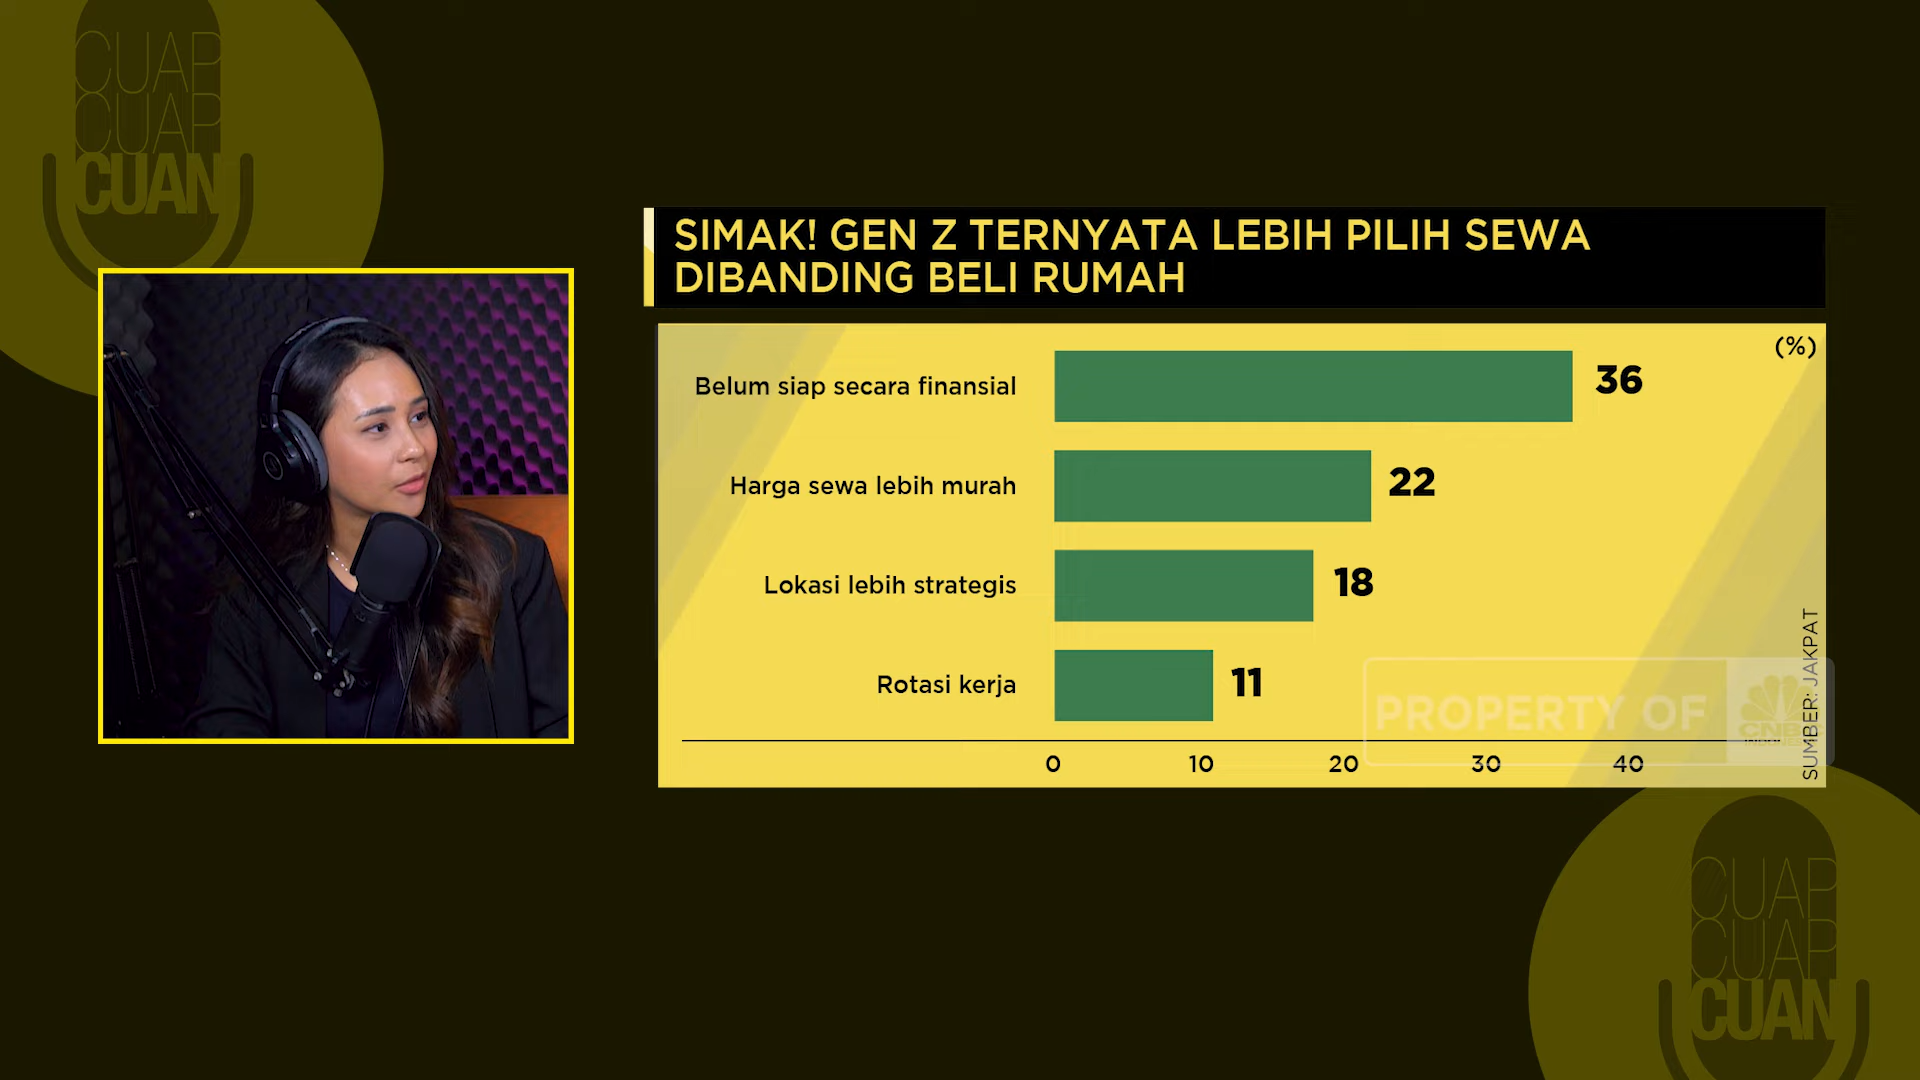 CUAP
CUAP
CUAN
SIMAK! GEN Z TERNYATA LEBIH PILIH SEWA
DIBANDING BELI RUMAH
(%)
Belum siap secara finansial
36
Harga sewa lebih murah
22
Lokasi lebih strategis
18
Rotasi kerja
11
0
10
20
30
40
SUMBER: JAKPAT
PROPERTY OF
CNBC
INDONESIA
CUAP
CUAP
CUAN